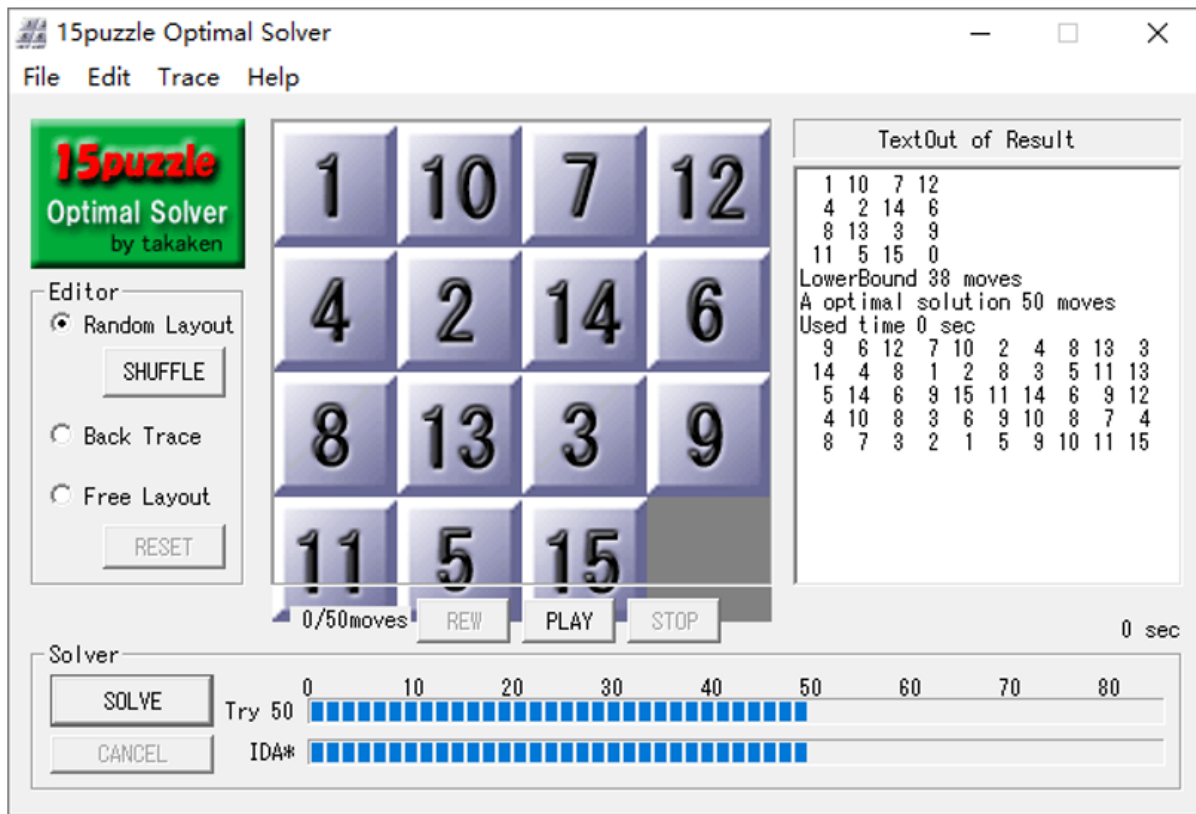 15puzzle Optimal Solver
File Edit Trace Help
15puzzle
Optimal Solver
by takaken
Editor
Random Layout
SHUFFLE
Back Trace
Free Layout
RESET
1 10 7 12
4 2 14 6
8 13 3 9
11 5 15
0/50moves REW PLAY STOP
TextOut of Result
1 10 7 12
4 2 14 6
8 13 3 9
11 5 15 0
LowerBound 38 moves
A optimal solution 50 moves
Used time 0 sec
9 6 12 7 10 2 4 8 13 3
14 4 8 1 2 8 3 5 11 13
5 14 6 9 15 11 14 6 9 12
4 10 8 3 6 9 10 8 7 4
8 7 3 2 1 5 9 10 11 15
0 sec
Solver
SOLVE
CANCEL
0 10 20 30 40 50 60 70 80
Try 50
IDA*